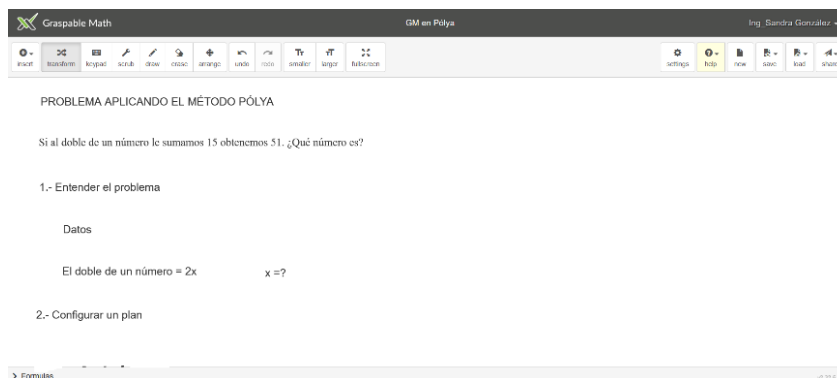 Graspable Math
GM en Pólya
Ing. Sandra González
insert transform keypad scrub draw erase arrange undo redo smaller larger fullscreen settings help new save load share
PROBLEMA APLICANDO EL MÉTODO PÓLYA
Si al doble de un número le sumamos 15 obtenemos 51. ¿Qué número es?
1.- Entender el problema
Datos
El doble de un número = 2x x =?
2.- Configurar un plan
Formulas